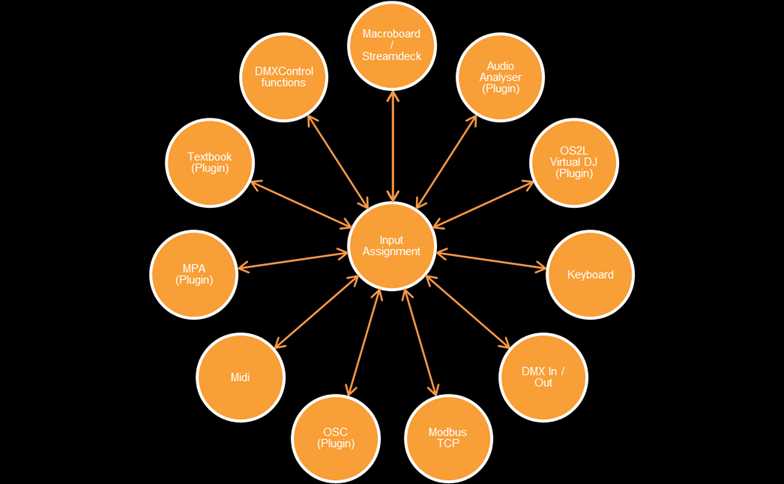 Macroboard
/
Streamdeck
Audio
Analyser
(Plugin)
OS2L
Virtual DJ
(Plugin)
Keyboard
DMX In /
Out
Modbus
TCP
OSC
(Plugin)
Midi
MPA
(Plugin)
Textbook
(Plugin)
DMXControl
functions
Input
Assignment